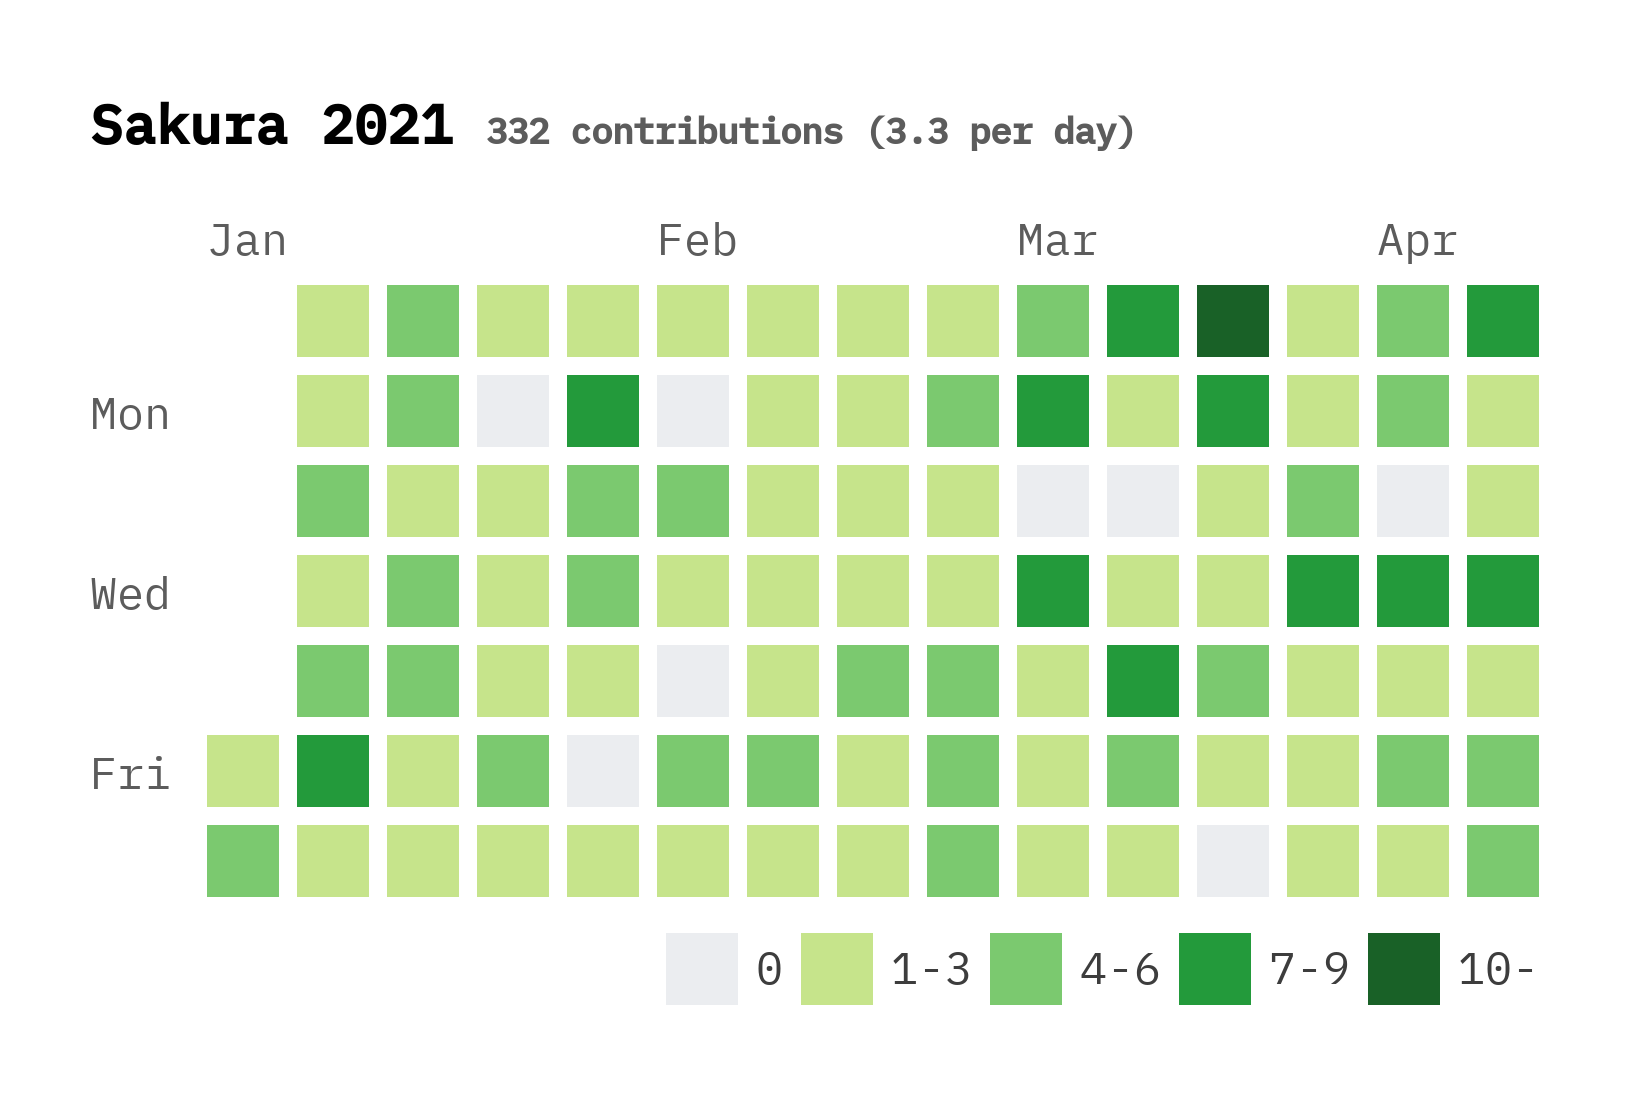 Sakura 2021 332 contributions (3.3 per day)
Jan Feb Mar Apr
Mon
Wed
Fri
0 1-3 4-6 7-9 10-